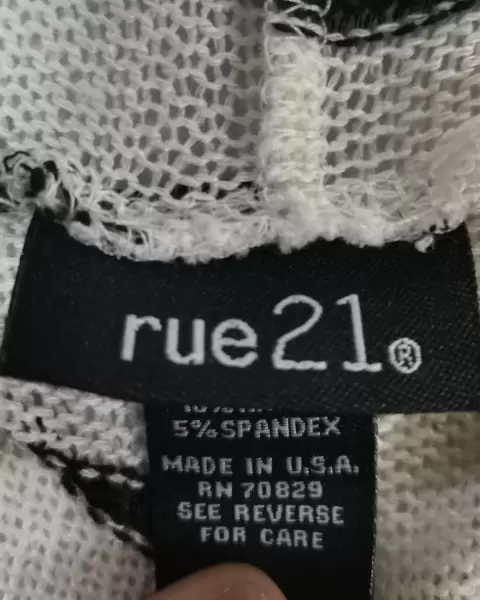 rue21®
5% SPANDEX
MADE IN U.S.A.
RN 70829
SEE REVERSE
FOR CARE